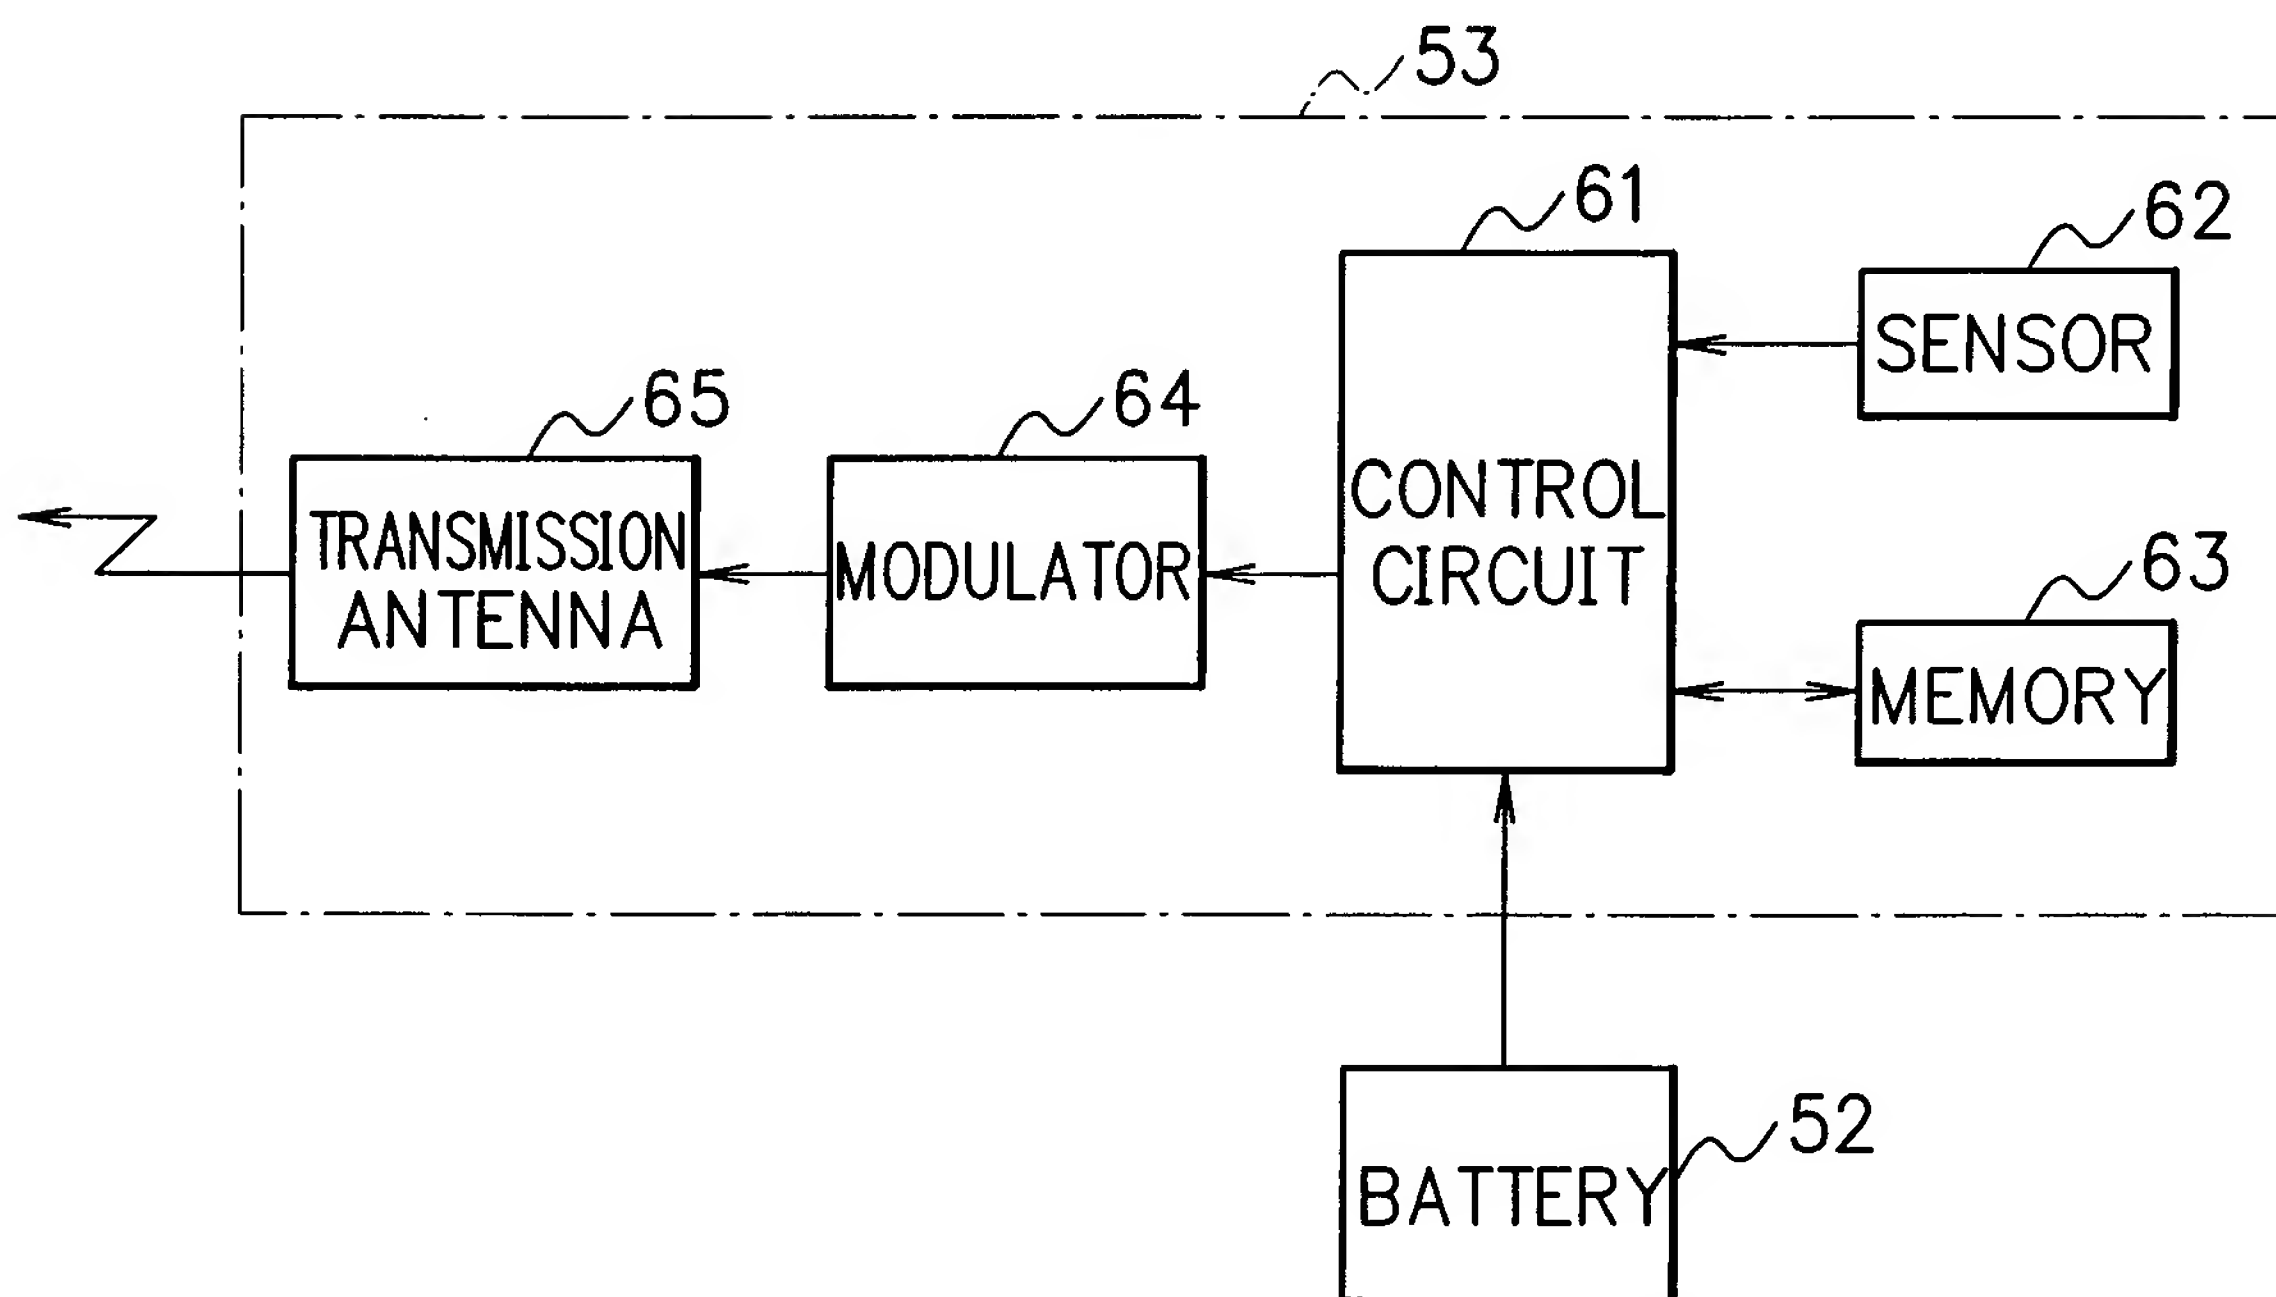 53
61
62
SENSOR
65
64
CONTROL
CIRCUIT
TRANSMISSION
ANTENNA
MODULATOR
63
MEMORY
52
BATTERY